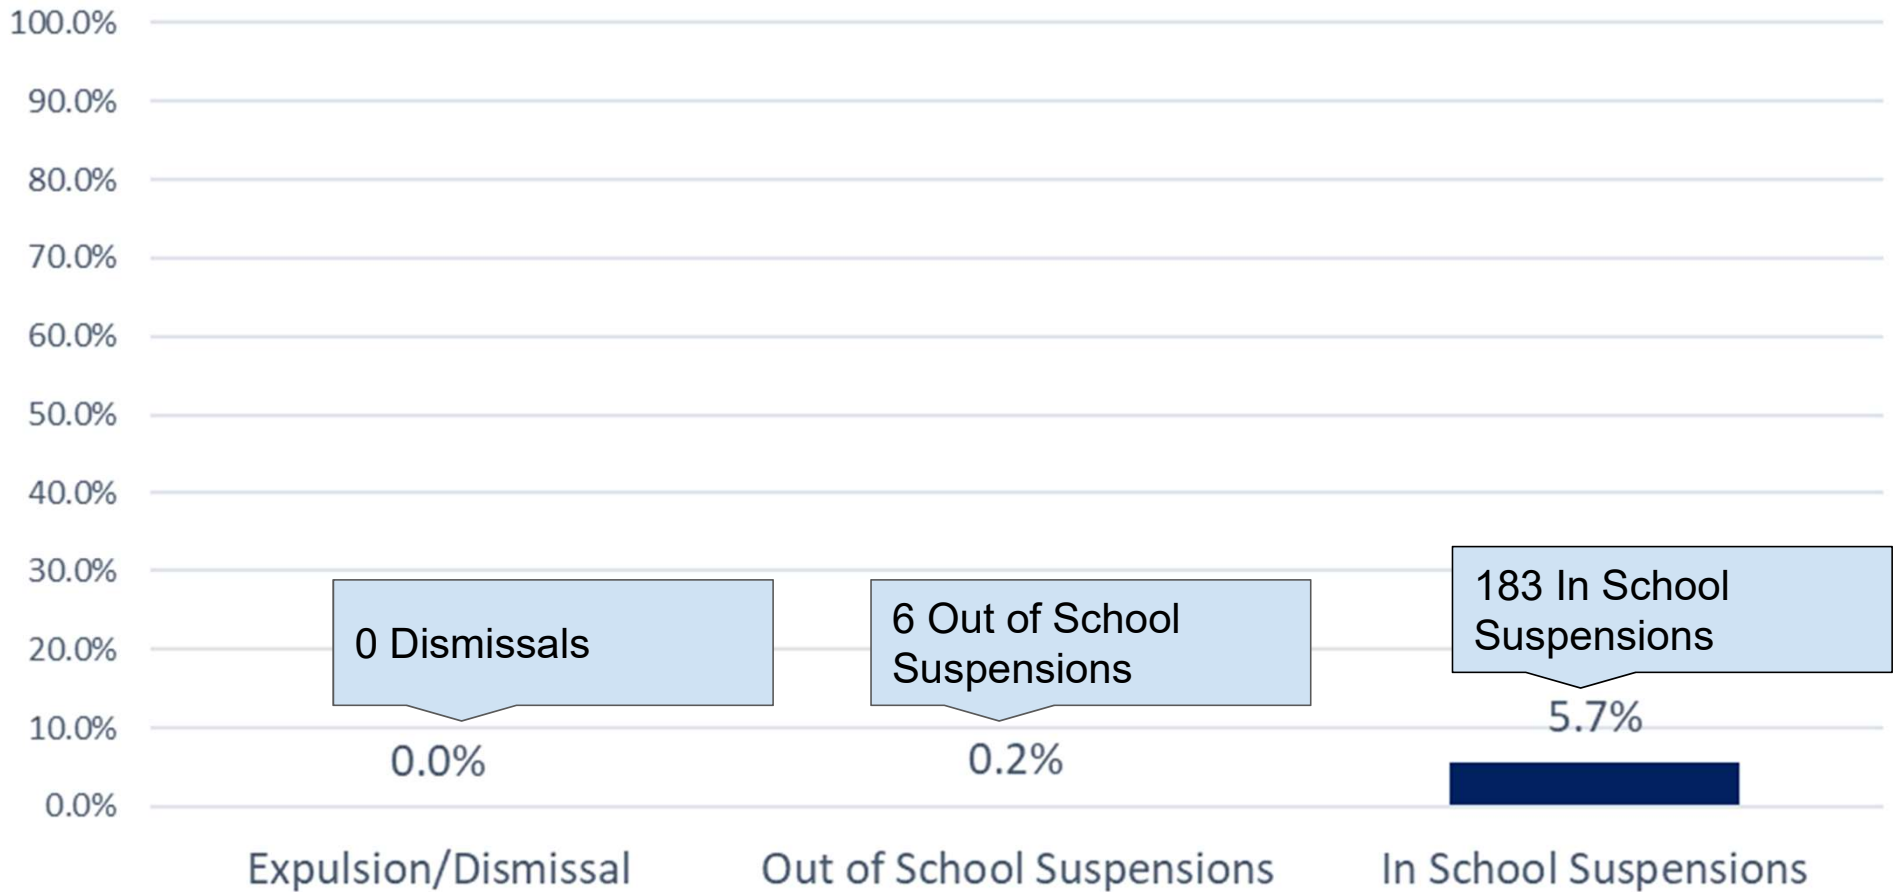 100.0%
90.0%
80.0%
70.0%
60.0%
50.0%
40.0%
30.0%
20.0%
10.0%
0.0%
0 Dismissals
6 Out of School
Suspensions
183 In School
Suspensions
0.0%
0.2%
5.7%
Expulsion/Dismissal
Out of School Suspensions
In School Suspensions